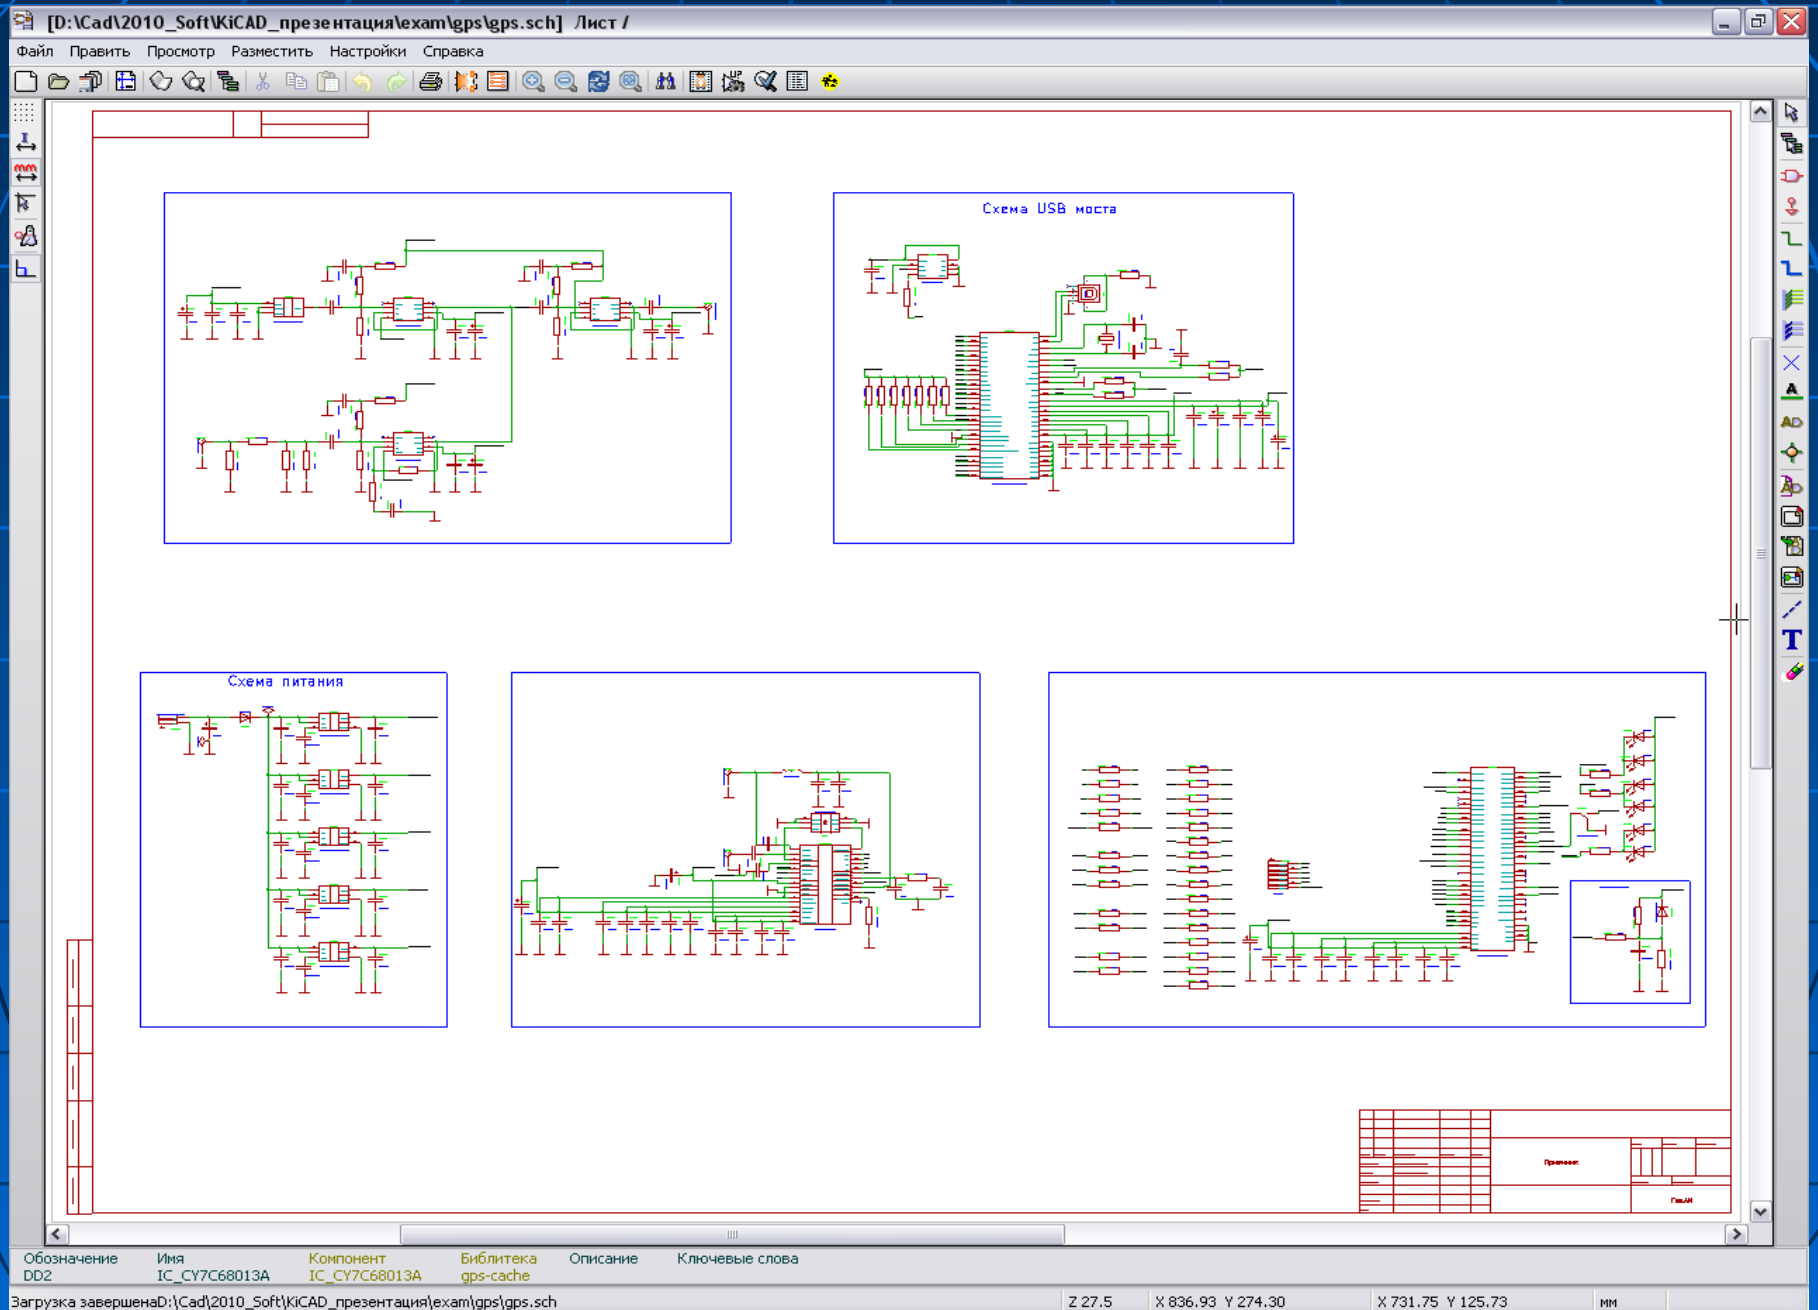 [D:\Cad\2010_Soft\KiCAD_презентация\exam\gps\gps.sch] Лист /
Файл Править Просмотр Разместить Настройки Справка
Схема USB моста
Схема питания
Обозначение Имя Компонент Библиотека Описание Ключевые слова
DD2 IC_CY7C68013A IC_CY7C68013A gps-cache
Загрузка завершенаD:\Cad\2010_Soft\KiCAD_презентация\exam\gps\gps.sch Z 27.5 X 836.93 Y 274.30 X 731.75 Y 125.73 мм